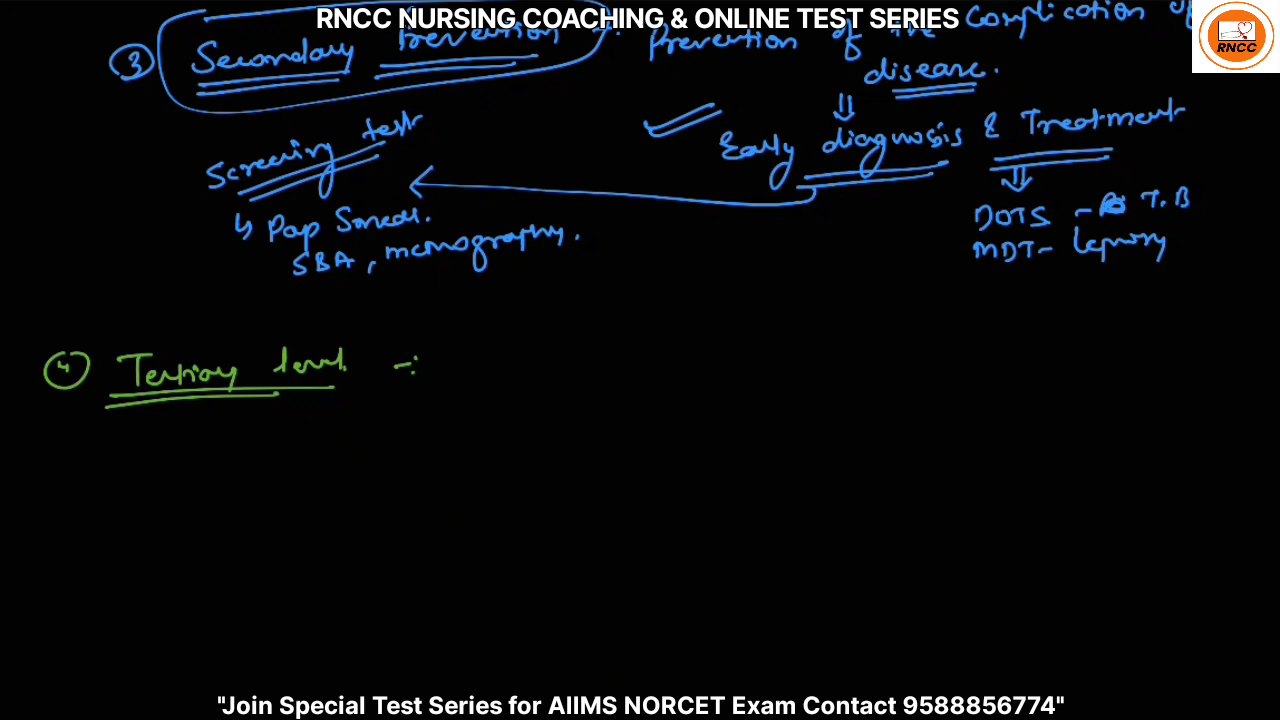 RNCC NURSING COACHING & ONLINE TEST SERIES
RNCC
3 Secondary Prevention :- Prevention of the Complication of
disease.
⇓
Early diagnosis & Treatment
Screening test
⇓
↳ Pap Smear.
SBA, memography.
DOTS - T.B
MDT - Leprosy
4 Tertiary level :-
"Join Special Test Series for AIIMS NORCET Exam Contact 9588856774"